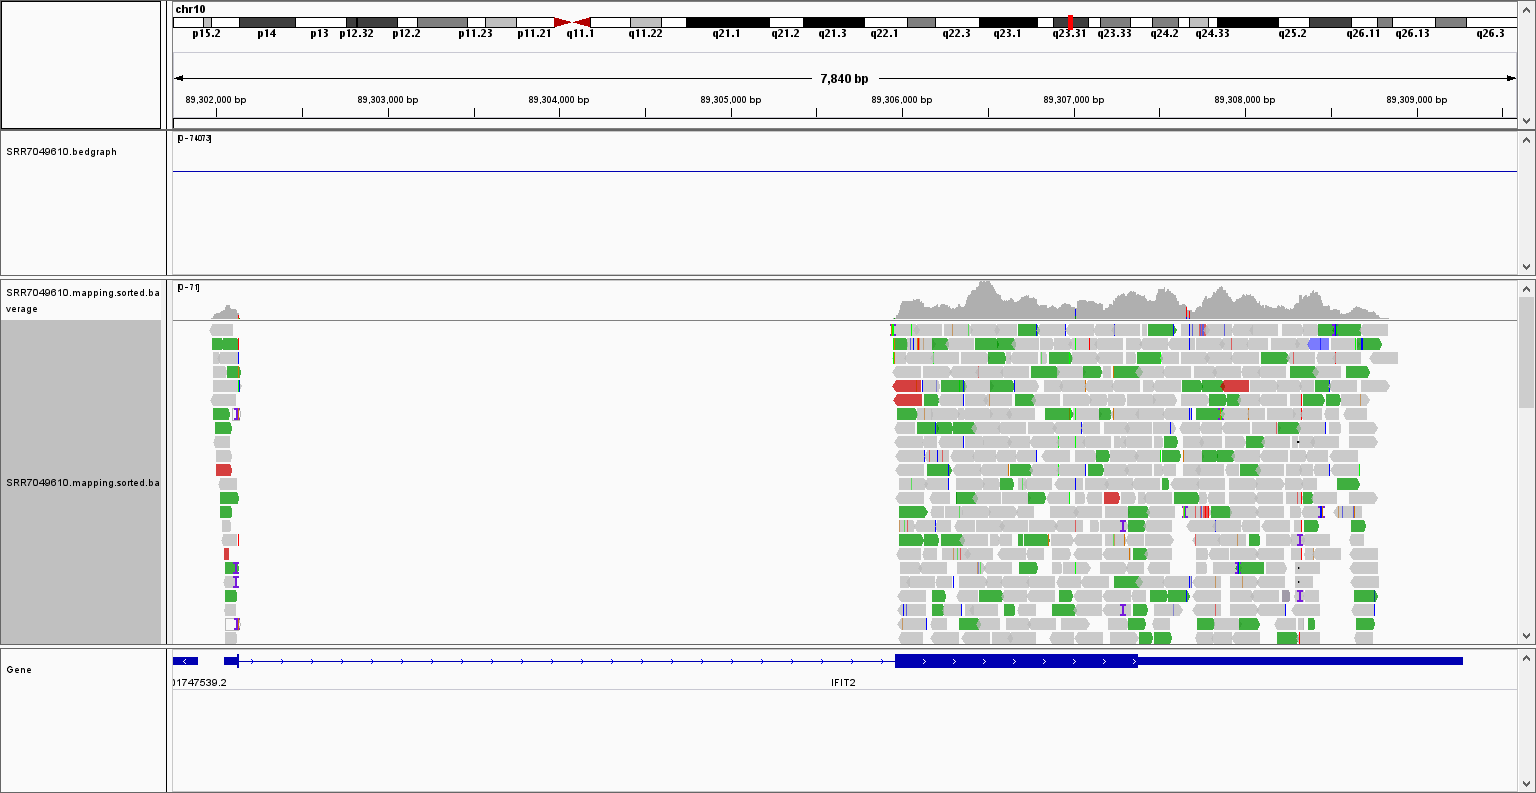 chr10
p15.2 p14 p13 p12.32 p12.2 p11.23 p11.21 q11.1 q11.22 q21.1 q21.2 q21.3 q22.1 q22.3 q23.1 q23.31 q23.33 q24.2 q24.33 q25.2 q26.11 q26.13 q26.3
7,840 bp
89,302,000 bp 89,303,000 bp 89,304,000 bp 89,305,000 bp 89,306,000 bp 89,307,000 bp 89,308,000 bp 89,309,000 bp
[0 - 74073]
SRR7049610.bedgraph
[0 - 71]
SRR7049610.mapping.sorted.ba
verage
SRR7049610.mapping.sorted.ba
Gene
01747539.2 IFIT2